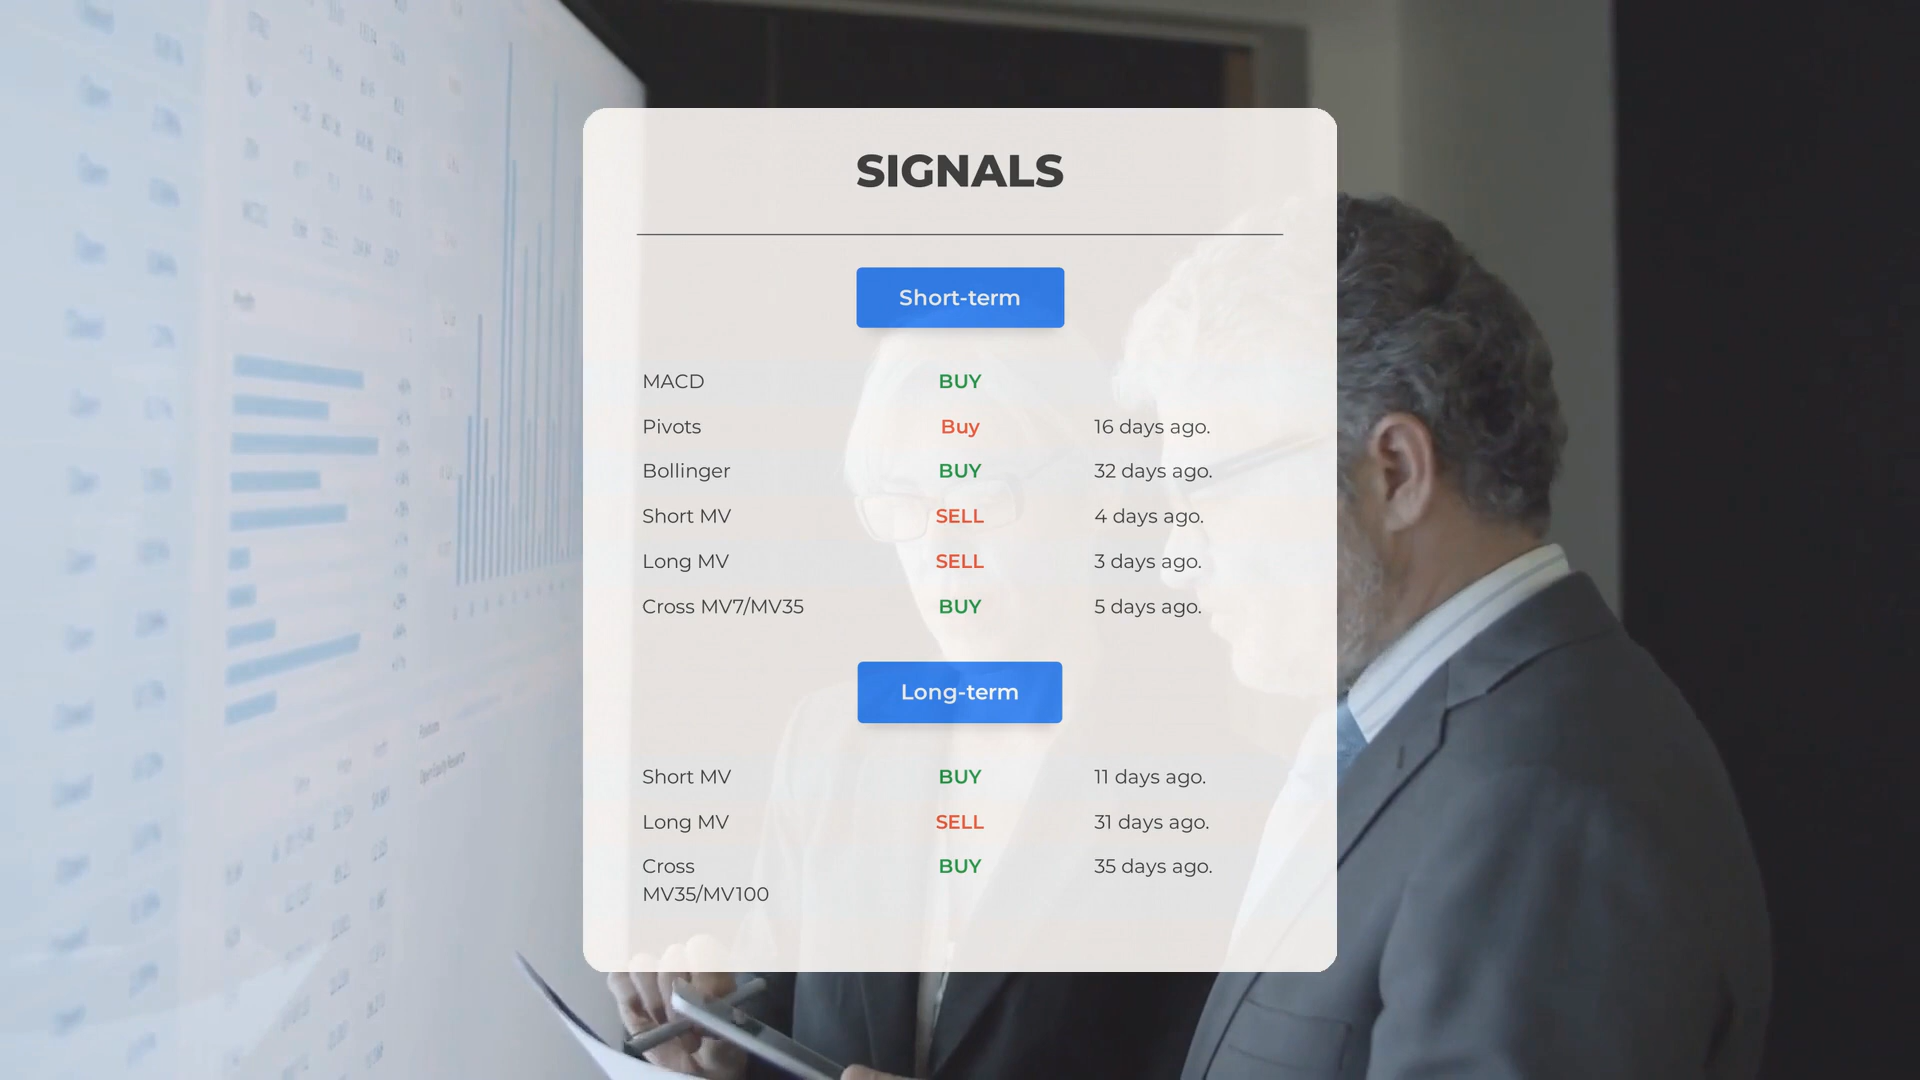 SIGNALS
Short-term
MACD BUY
Pivots Buy 16 days ago.
Bollinger BUY 32 days ago.
Short MV SELL 4 days ago.
Long MV SELL 3 days ago.
Cross MV7/MV35 BUY 5 days ago.
Long-term
Short MV BUY 11 days ago.
Long MV SELL 31 days ago.
Cross BUY 35 days ago.
MV35/MV100